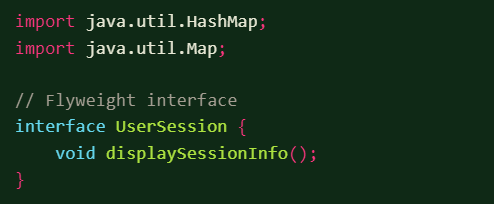 import java.util.HashMap;
import java.util.Map;
// Flyweight interface
interface UserSession {
    void displaySessionInfo();
}